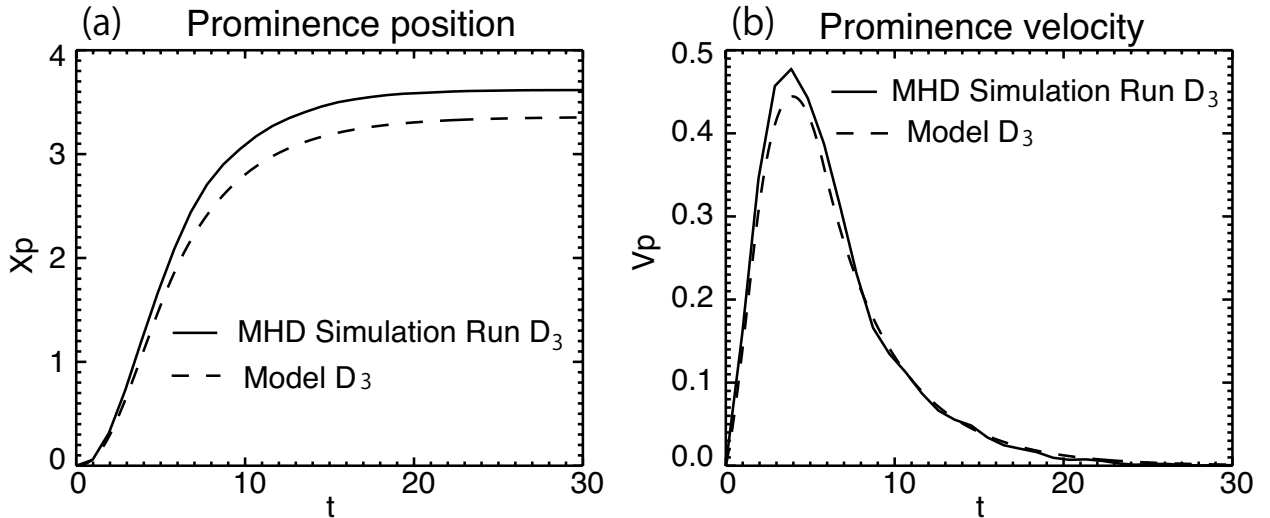 (a) Prominence position
4
3
2
1
0
Xp
MHD Simulation Run D3
Model D3
0 10 20 30
t
(b) Prominence velocity
0.5
0.4
0.3
0.2
0.1
0.0
Vp
MHD Simulation Run D3
Model D3
0 10 20 30
t